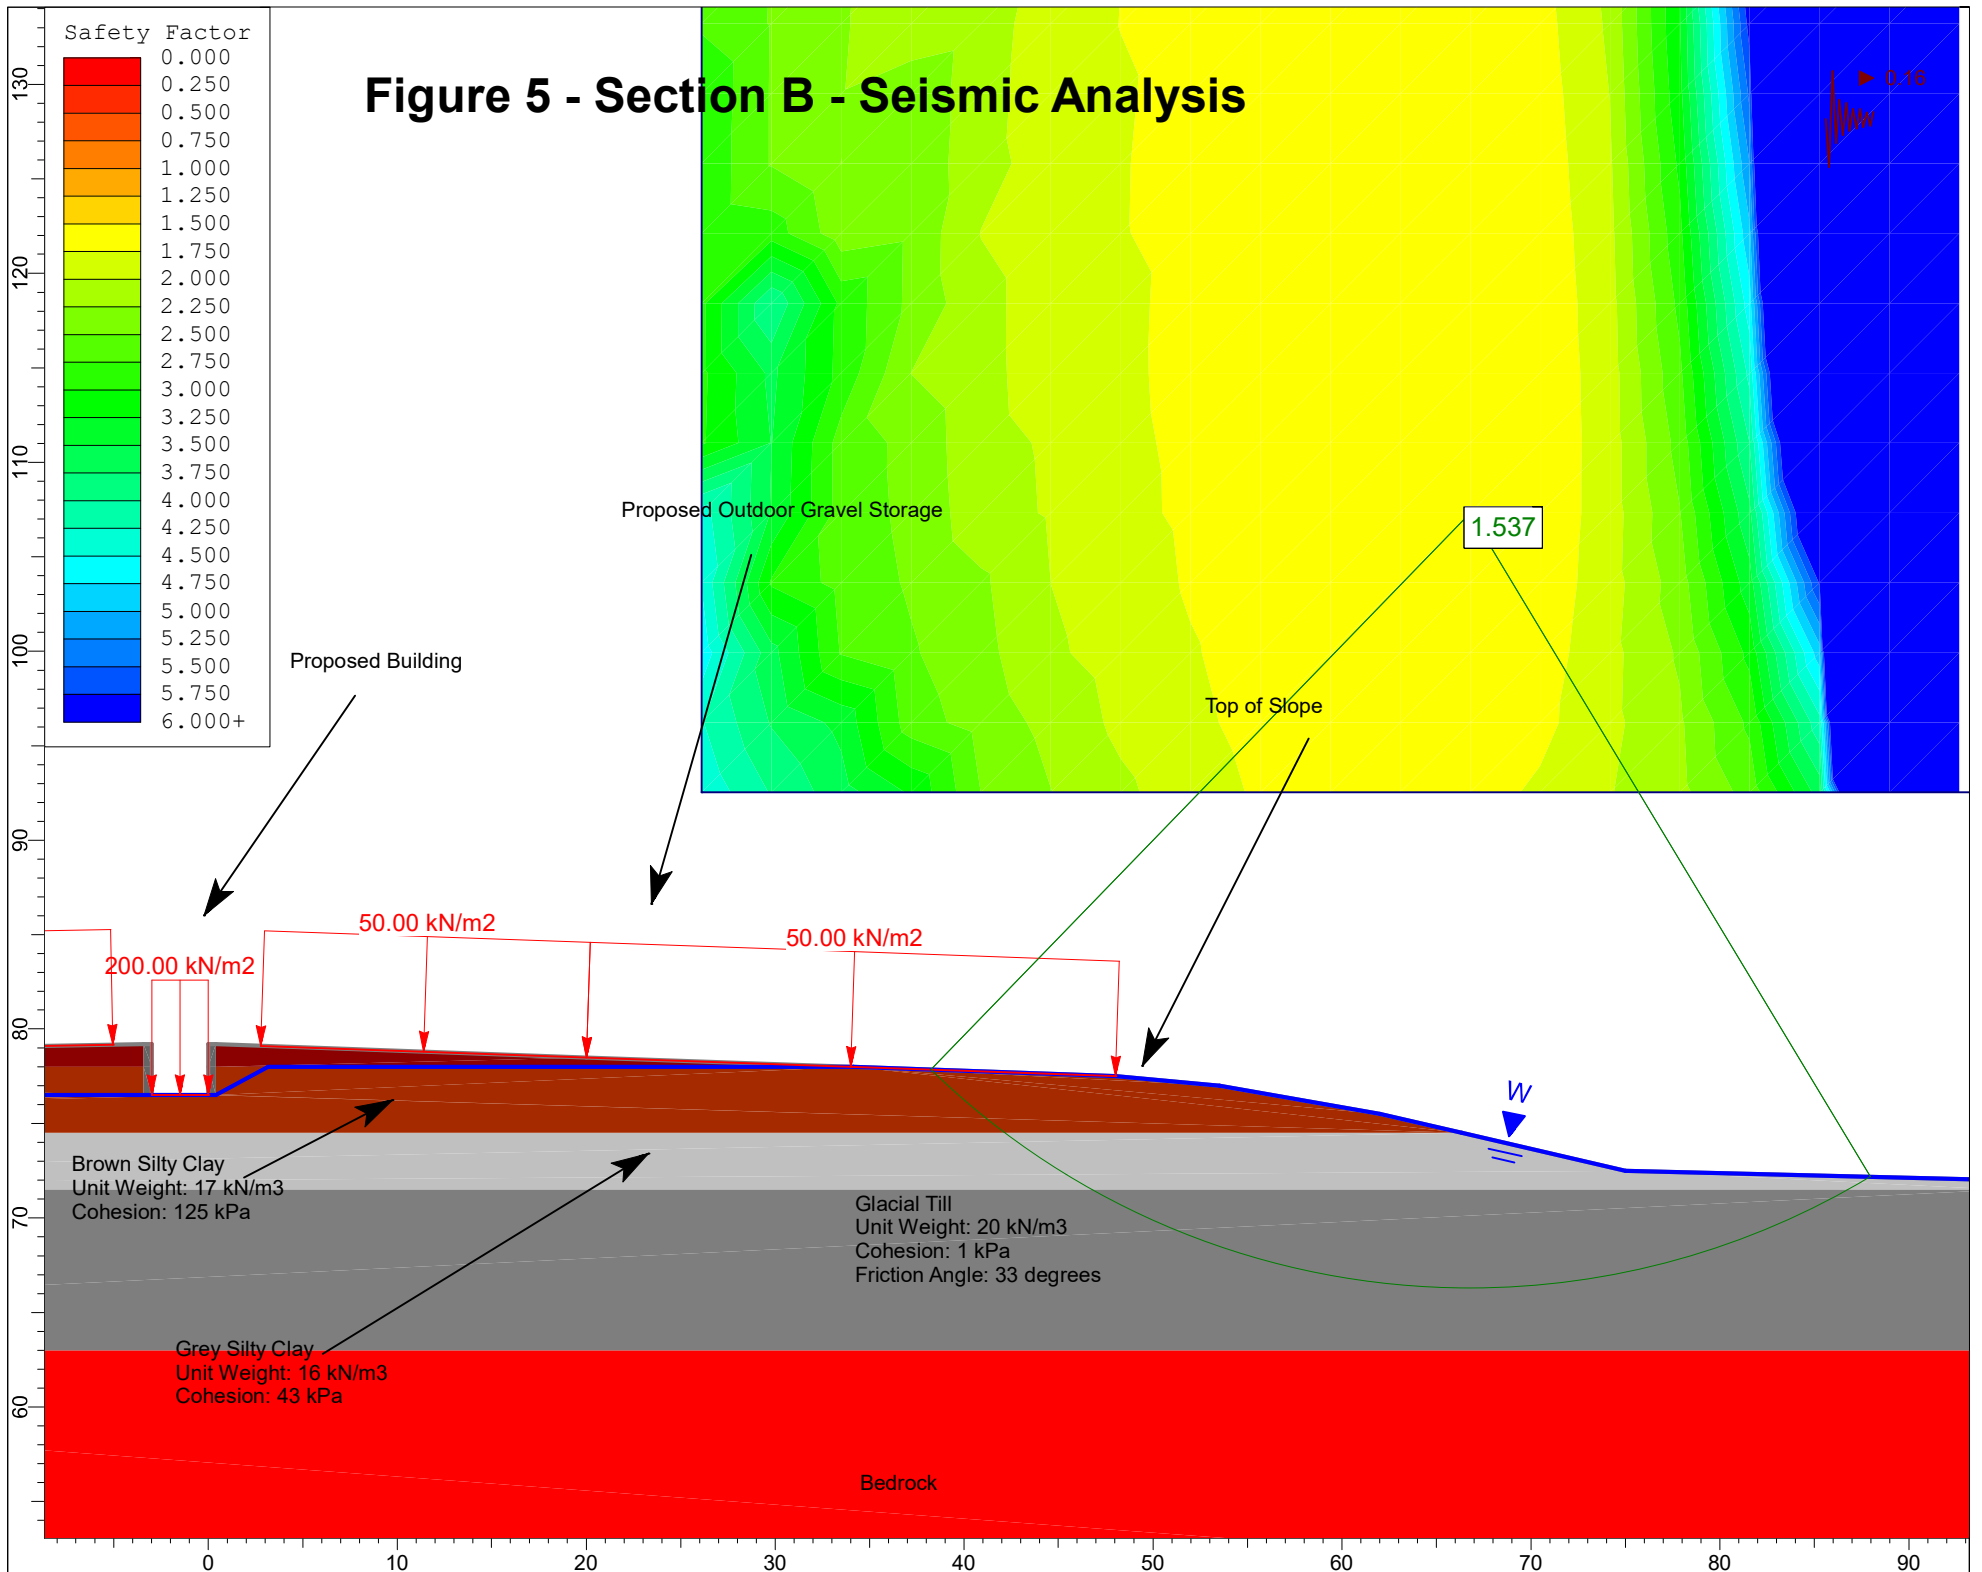 Safety Factor
0.000
0.250
0.500
0.750
1.000
1.250
1.500
1.750
2.000
2.250
2.500
2.750
3.000
3.250
3.500
3.750
4.000
4.250
4.500
4.750
5.000
5.250
5.500
5.750
6.000+
Figure 5 - Section B - Seismic Analysis
0.16
Proposed Outdoor Gravel Storage
1.537
Proposed Building
Top of Slope
50.00 kN/m2
50.00 kN/m2
200.00 kN/m2
W
Brown Silty Clay
Unit Weight: 17 kN/m3
Cohesion: 125 kPa
Glacial Till
Unit Weight: 20 kN/m3
Cohesion: 1 kPa
Friction Angle: 33 degrees
Grey Silty Clay
Unit Weight: 16 kN/m3
Cohesion: 43 kPa
Bedrock
130
120
110
100
90
80
70
60
0 10 20 30 40 50 60 70 80 90